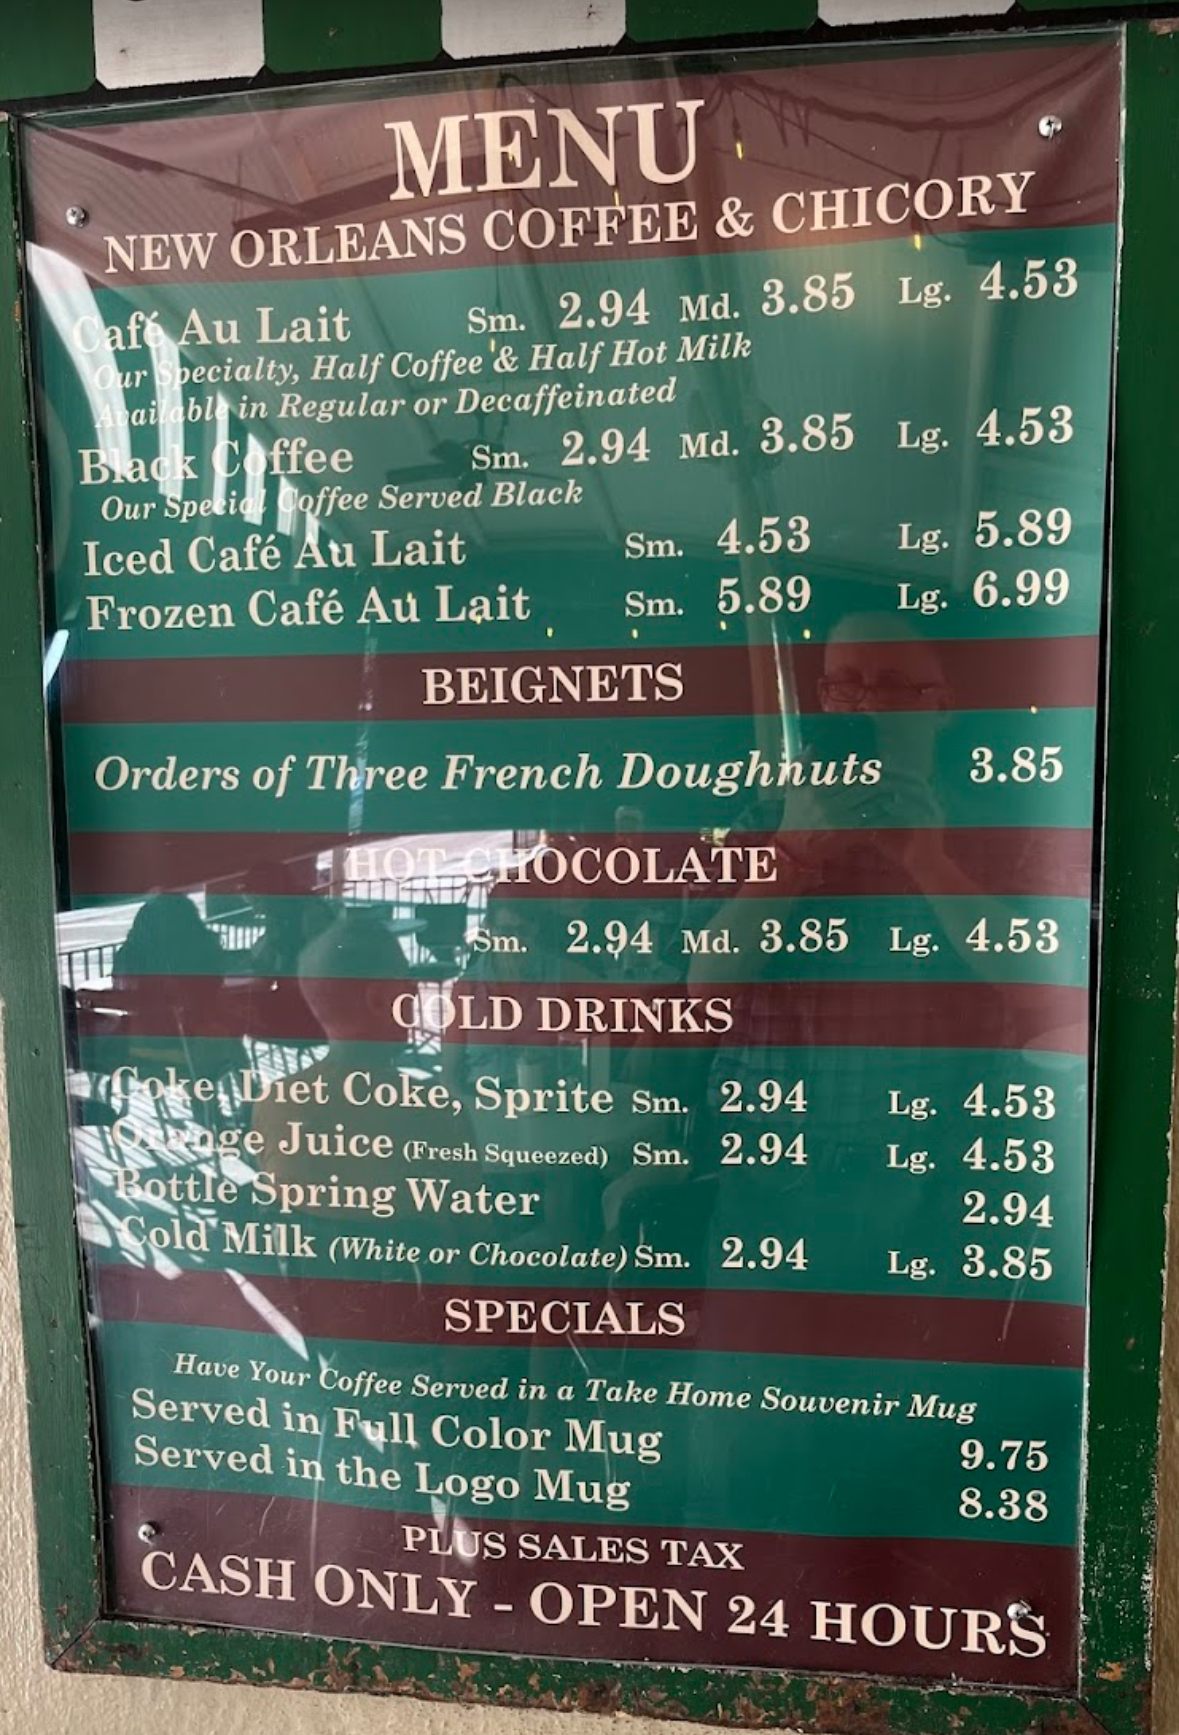 MENU
NEW ORLEANS COFFEE & CHICORY
Café Au Lait Sm. 2.94 Md. 3.85 Lg. 4.53
Our Specialty, Half Coffee & Half Hot Milk
Available in Regular or Decaffeinated
Black Coffee Sm. 2.94 Md. 3.85 Lg. 4.53
Our Special Coffee Served Black
Iced Café Au Lait Sm. 4.53 Lg. 5.89
Frozen Café Au Lait Sm. 5.89 Lg. 6.99
BEIGNETS
Orders of Three French Doughnuts 3.85
HOT CHOCOLATE
Sm. 2.94 Md. 3.85 Lg. 4.53
COLD DRINKS
Coke, Diet Coke, Sprite Sm. 2.94 Lg. 4.53
Orange Juice (Fresh Squeezed) Sm. 2.94 Lg. 4.53
Bottle Spring Water 2.94
Cold Milk (White or Chocolate) Sm. 2.94 Lg. 3.85
SPECIALS
Have Your Coffee Served in a Take Home Souvenir Mug
Served in Full Color Mug 9.75
Served in the Logo Mug 8.38
PLUS SALES TAX
CASH ONLY - OPEN 24 HOURS